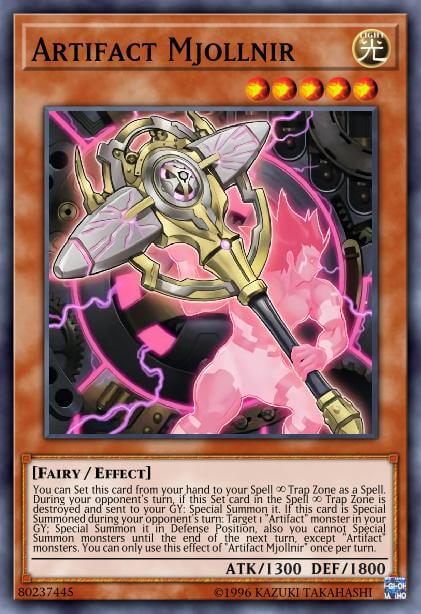 Artifact Mjollnir
LIGHT
光
[Fairy / Effect]
You can Set this card from your hand to your Spell ∞ Trap Zone as a Spell.
During your opponent's turn, if this Set card in the Spell ∞ Trap Zone is
destroyed and sent to your GY: Special Summon it. If this card is Special
Summoned during your opponent's turn: Target 1 "Artifact" monster in your
GY; Special Summon it in Defense Position, also you cannot Special
Summon monsters until the end of the next turn, except "Artifact"
monsters. You can only use this effect of "Artifact Mjollnir" once per turn.
ATK/1300 DEF/1800
80237445
©1996 KAZUKI TAKAHASHI